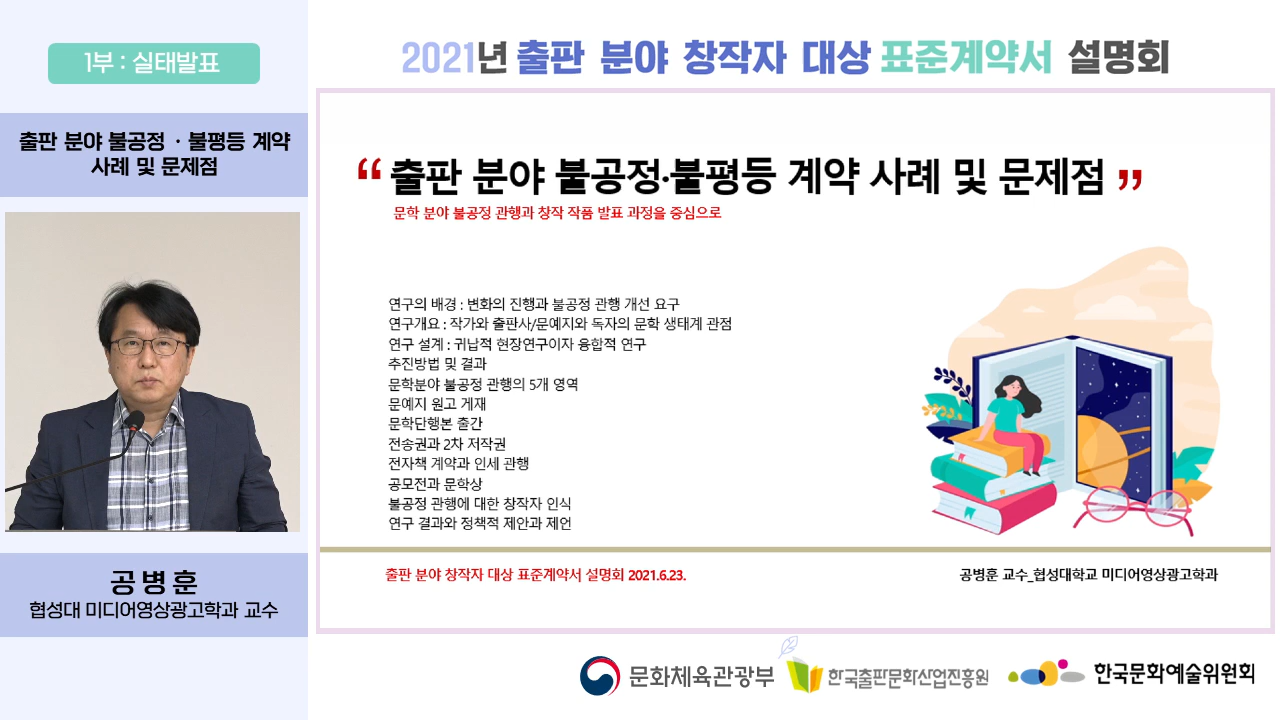 1부 : 실태발표
출판 분야 불공정 · 불평등 계약
사례 및 문제점
공병훈
협성대 미디어영상광고학과 교수
2021년 출판 분야 창작자 대상 표준계약서 설명회
“ 출판 분야 불공정·불평등 계약 사례 및 문제점 ”
문학 분야 불공정 관행과 창작 작품 발표 과정을 중심으로
연구의 배경 : 변화의 진행과 불공정 관행 개선 요구
연구개요 : 작가와 출판사/문예지와 독자의 문학 생태계 관점
연구 설계 : 귀납적 현장연구이자 융합적 연구
추진방법 및 결과
문학분야 불공정 관행의 5개 영역
문예지 원고 게재
문학단행본 출간
전송권과 2차 저작권
전자책 계약과 인세 관행
공모전과 문학상
불공정 관행에 대한 창작자 인식
연구 결과와 정책적 제안과 제언
출판 분야 창작자 대상 표준계약서 설명회 2021.6.23.
공병훈 교수_협성대학교 미디어영상광고학과
문화체육관광부
한국출판문화산업진흥원
한국문화예술위원회